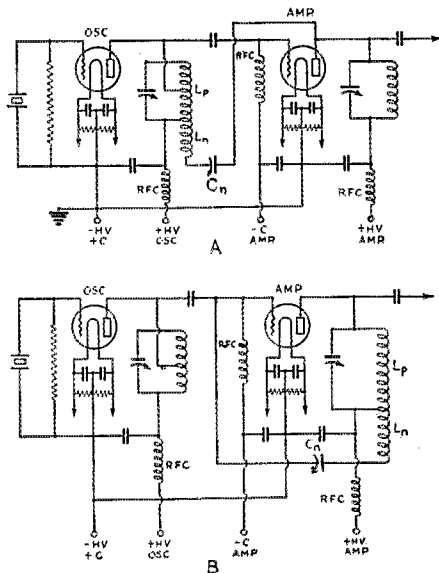 OSC
AMP
RFC
Lp
Ln
Cn
RFC
RFC
-HV
+C
+HV
OSC
-C
AMP
+HV
AMP
A
OSC
AMP
RFC
Lp
Ln
Cn
RFC
RFC
-HV
+C
+HV
OSC
-C
AMP
+HV.
AMP
B